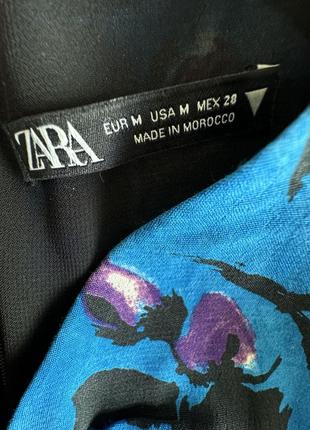 ZARA
EUR M USA M MEX 28
MADE IN MOROCCO